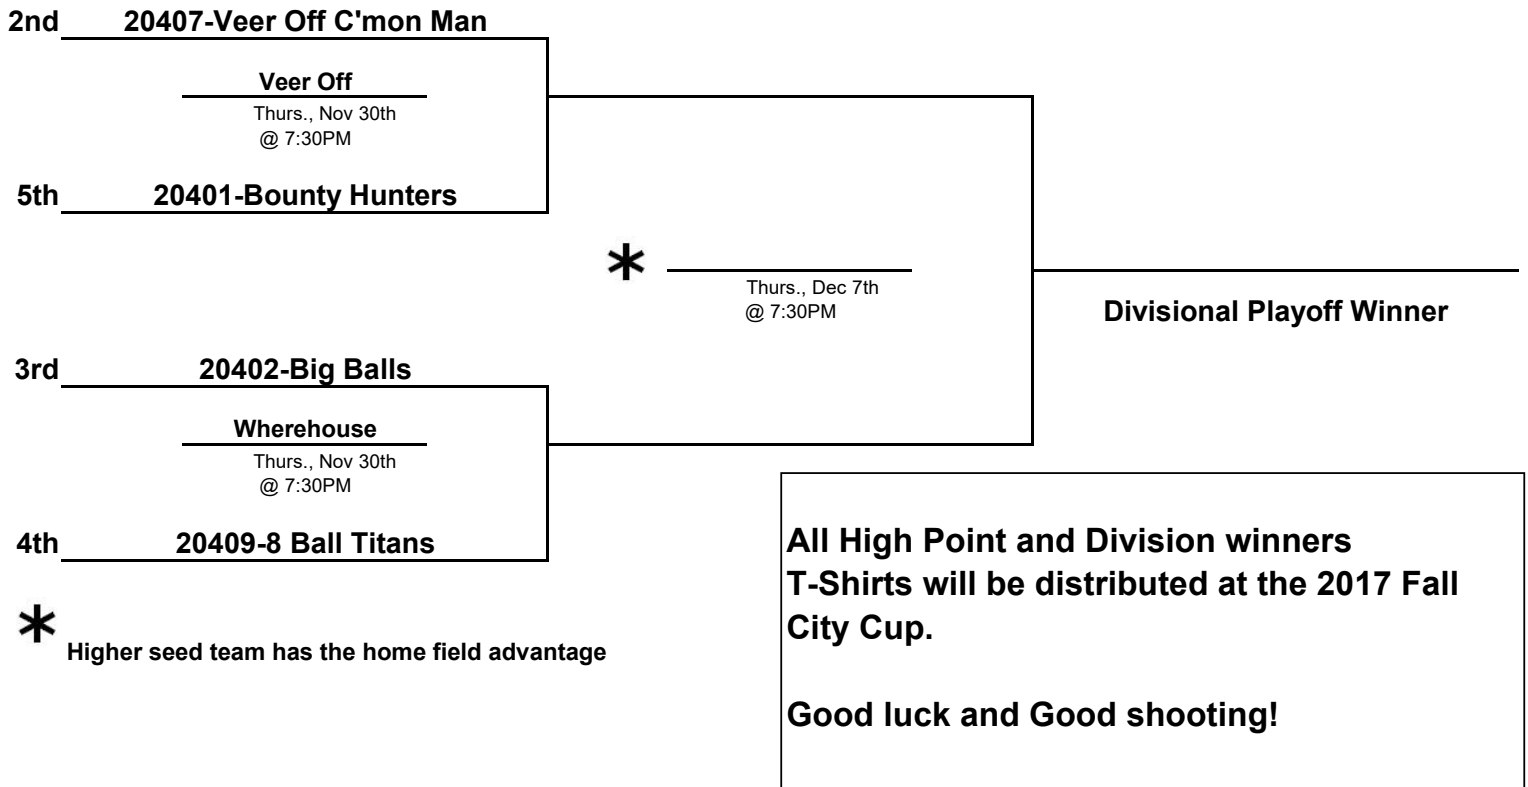 2nd 20407-Veer Off C'mon Man
Veer Off
Thurs., Nov 30th
@ 7:30PM
5th 20401-Bounty Hunters
*
Thurs., Dec 7th
@ 7:30PM
Divisional Playoff Winner
3rd 20402-Big Balls
Wherehouse
Thurs., Nov 30th
@ 7:30PM
4th 20409-8 Ball Titans
* Higher seed team has the home field advantage
All High Point and Division winners
T-Shirts will be distributed at the 2017 Fall
City Cup.
Good luck and Good shooting!